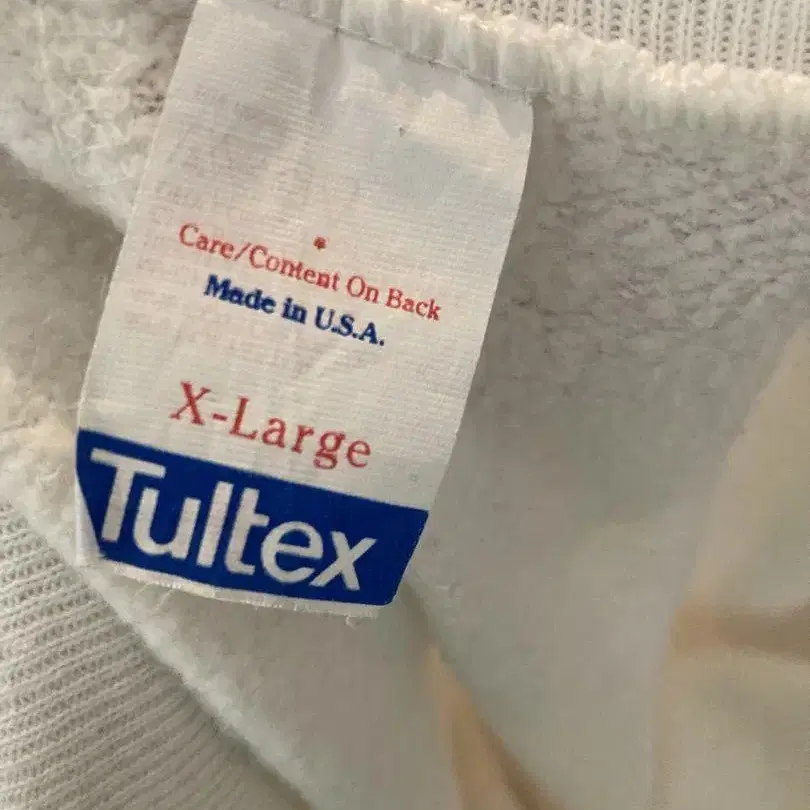 Care/Content On Back
Made in U.S.A.
X-Large
Tultex